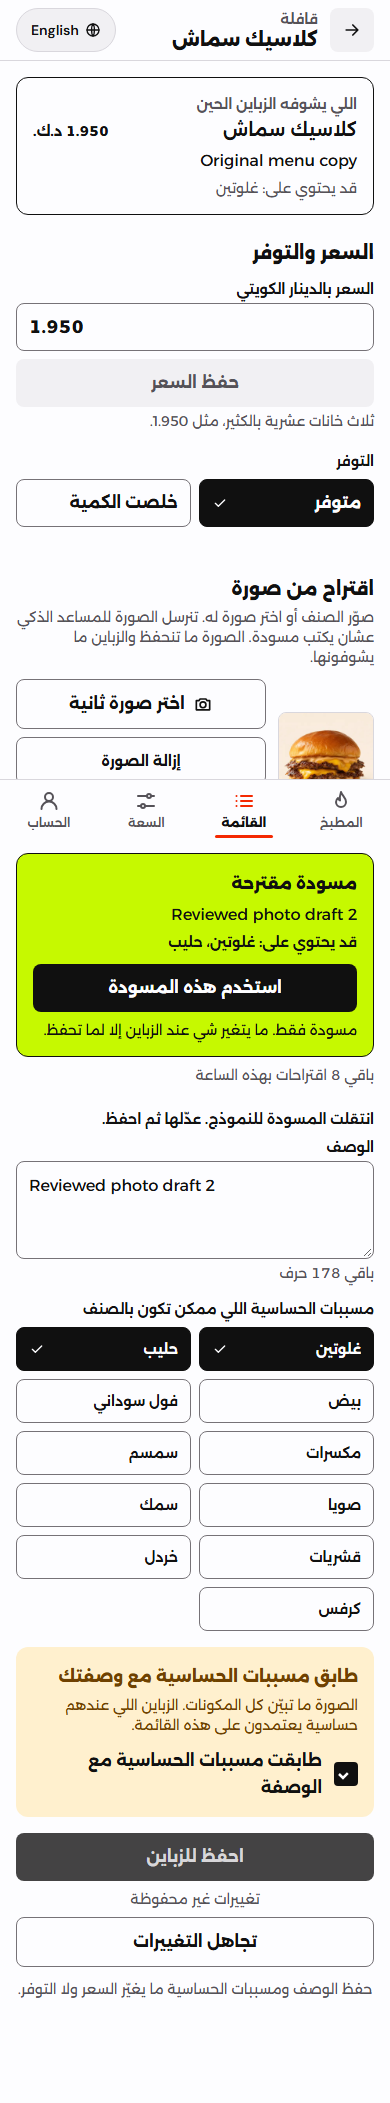 قافلة
كلاسيك سماش
English
اللي يشوفه الزباين الحين
كلاسيك سماش
1.950 د.ك.
Original menu copy
قد يحتوي على: غلوتين
السعر والتوفر
السعر بالدينار الكويتي
1.950
حفظ السعر
ثلاث خانات عشرية بالكثير، مثل 1.950.
التوفر
متوفر
خلصت الكمية
اقتراح من صورة
صوّر الصنف أو اختر صورة له. تنرسل الصورة للمساعد الذكي
عشان يكتب مسودة. الصورة ما تنحفظ والزباين ما
يشوفونها.
اختر صورة ثانية
إزالة الصورة
المطبخ
القائمة
السعة
الحساب
مسودة مقترحة
Reviewed photo draft 2
قد يحتوي على: غلوتين، حليب
استخدم هذه المسودة
مسودة فقط. ما يتغير شي عند الزباين إلا لما تحفظ.
باقي 8 اقتراحات بهذه الساعة
انتقلت المسودة للنموذج. عدّلها ثم احفظ.
الوصف
Reviewed photo draft 2
باقي 178 حرف
مسببات الحساسية اللي ممكن تكون بالصنف
غلوتين
حليب
بيض
فول سوداني
مكسرات
سمسم
صويا
سمك
قشريات
خردل
كرفس
طابق مسببات الحساسية مع وصفتك
الصورة ما تبيّن كل المكونات. الزباين اللي عندهم
حساسية يعتمدون على هذه القائمة.
طابقت مسببات الحساسية مع
الوصفة
احفظ للزباين
تغييرات غير محفوظة
تجاهل التغييرات
حفظ الوصف ومسببات الحساسية ما يغيّر السعر ولا التوفر.